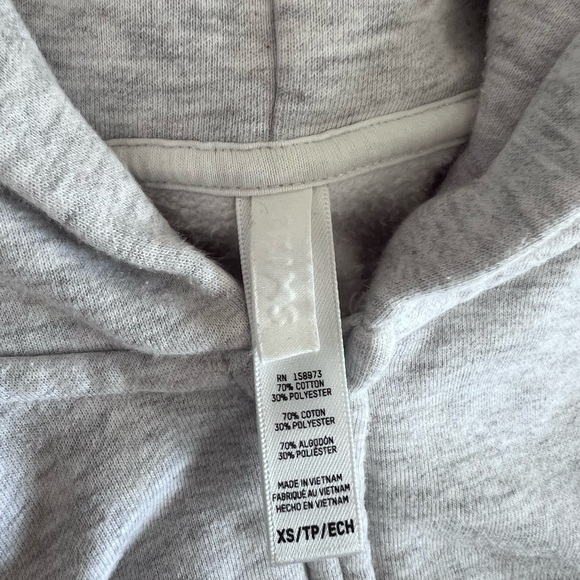 SKIMS
RN 158973
70% COTTON
30% POLYESTER
70% COTON
30% POLYESTER
70% ALGODÓN
30% POLIÉSTER
MADE IN VIETNAM
FABRIQUÉ AU VIETNAM
HECHO EN VIETNAM
XS/TP/ECH